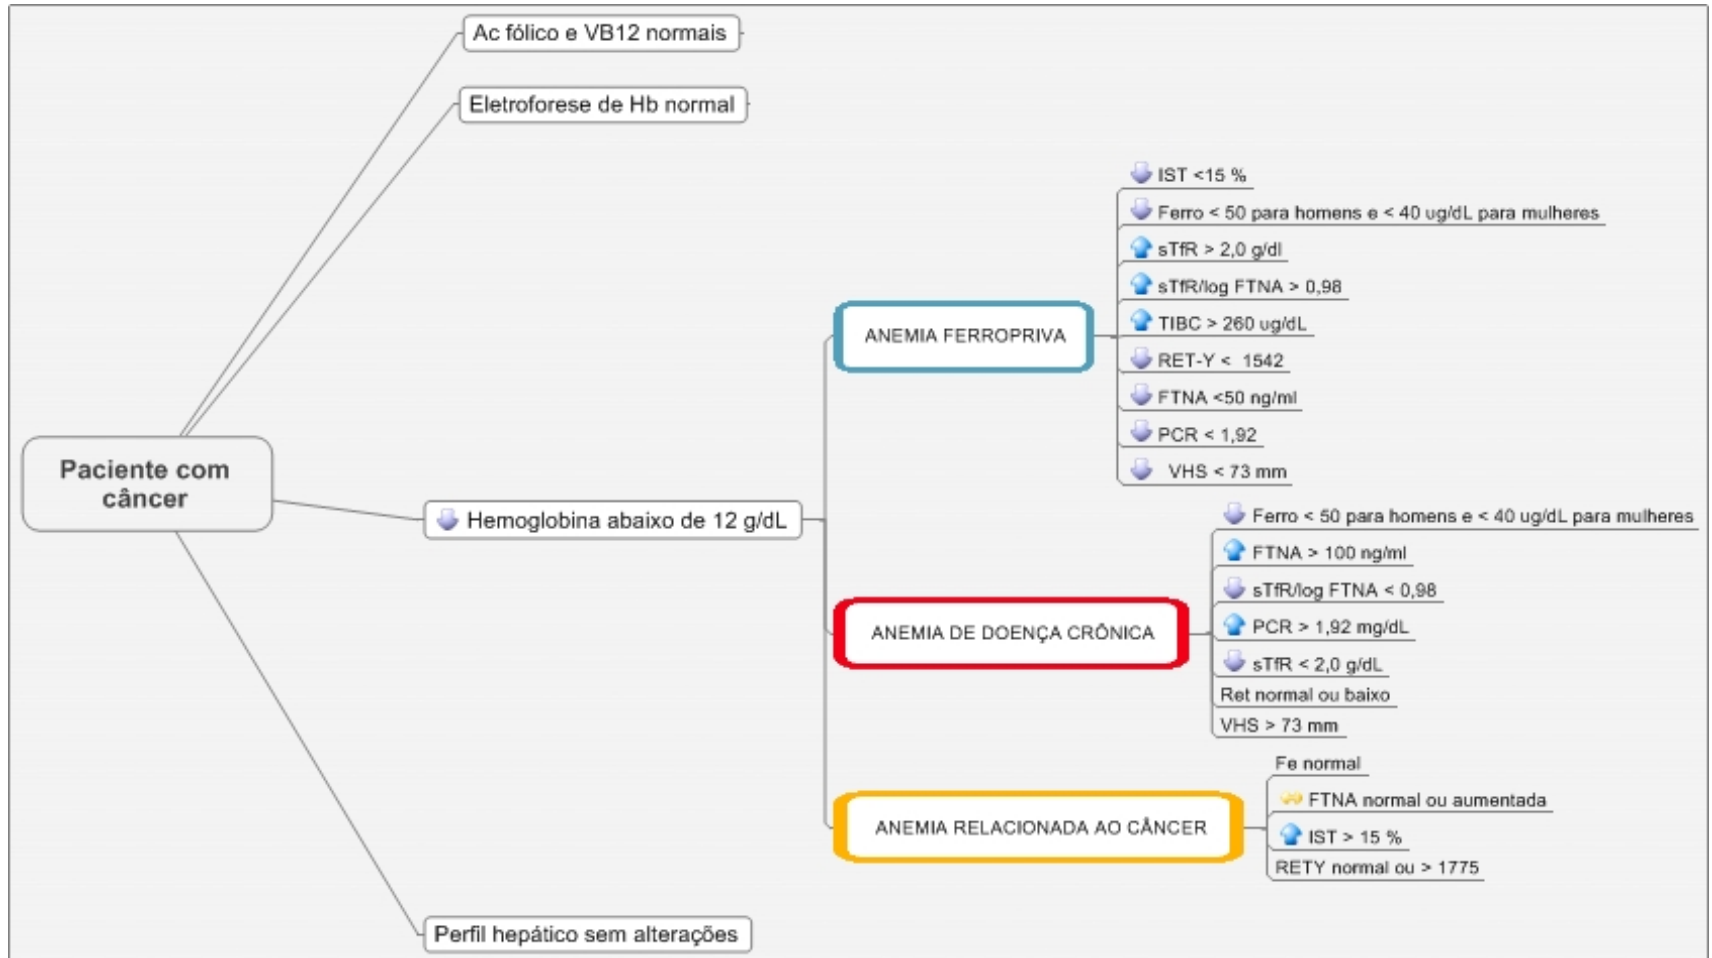 Ac fólico e VB12 normais
Eletroforese de Hb normal
Paciente com
câncer
Hemoglobina abaixo de 12 g/dL
Perfil hepático sem alterações
ANEMIA FERROPRIVA
IST <15 %
Ferro < 50 para homens e < 40 ug/dL para mulheres
sTfR > 2,0 g/dl
sTfR/log FTNA > 0,98
TIBC > 260 ug/dL
RET-Y < 1542
FTNA <50 ng/ml
PCR < 1,92
VHS < 73 mm
ANEMIA DE DOENÇA CRÔNICA
Ferro < 50 para homens e < 40 ug/dL para mulheres
FTNA > 100 ng/ml
sTfR/log FTNA < 0,98
PCR > 1,92 mg/dL
sTfR < 2,0 g/dL
Ret normal ou baixo
VHS > 73 mm
ANEMIA RELACIONADA AO CÂNCER
Fe normal
FTNA normal ou aumentada
IST > 15 %
RETY normal ou > 1775